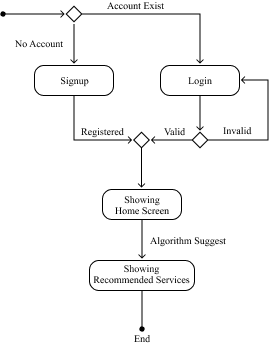 Account Exist
No Account
Signup
Login
Registered
Valid
Invalid
Showing
Home Screen
Algorithm Suggest
Showing
Recommended Services
End